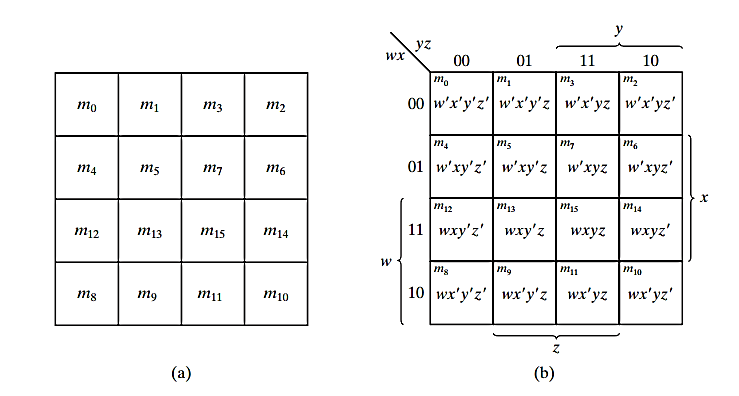 m0 m1 m3 m2
m4 m5 m7 m6
m12 m13 m15 m14
m8 m9 m11 m10
(a)
y
yz
wx
00 01 11 10
m0 m1 m3 m2
00 w′x′y′z′ w′x′y′z w′x′yz w′x′yz′
m4 m5 m7 m6
01 w′xy′z′ w′xy′z w′xyz w′xyz′
x
m12 m13 m15 m14
11 wxy′z′ wxy′z wxyz wxyz′
w
m8 m9 m11 m10
10 wx′y′z′ wx′y′z wx′yz wx′yz′
z
(b)